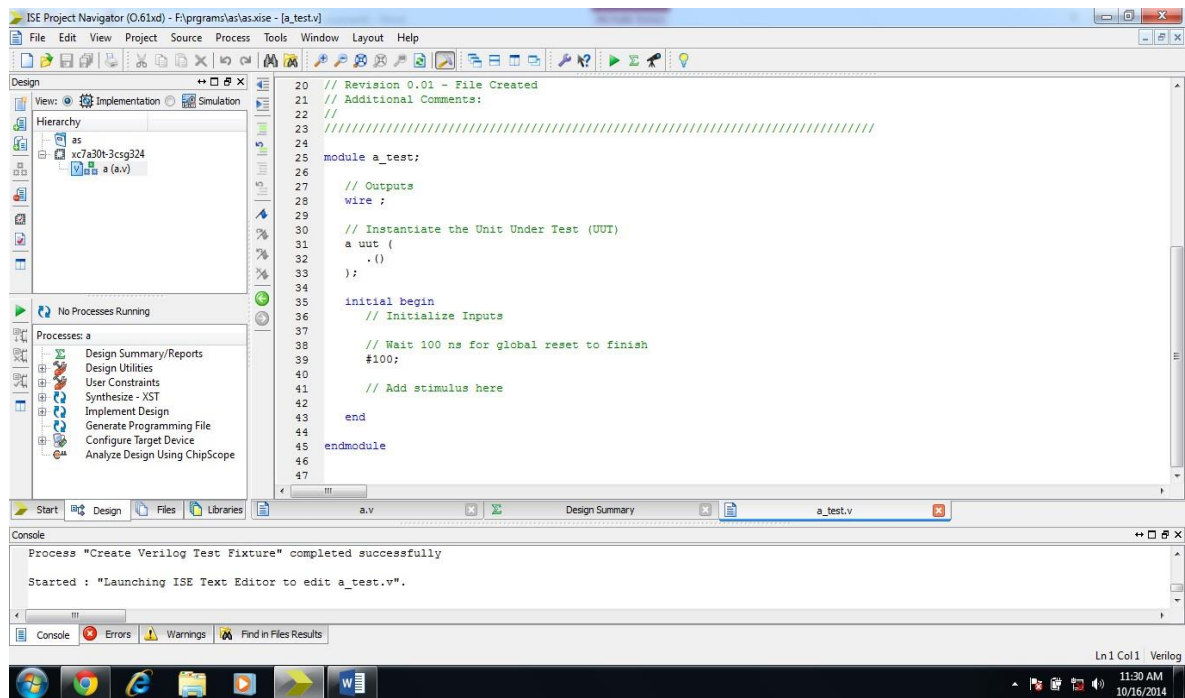 ISE Project Navigator (O.61xd) - F:\prgrams\as\as.xise - [a_test.v]
File Edit View Project Source Process Tools Window Layout Help
Design
View: Implementation Simulation
Hierarchy
as
xc7a30t-3csg324
a (a.v)
No Processes Running
Processes: a
Design Summary/Reports
Design Utilities
User Constraints
Synthesize - XST
Implement Design
Generate Programming File
Configure Target Device
Analyze Design Using ChipScope
Start Design Files Libraries
20 // Revision 0.01 - File Created
21 // Additional Comments:
22 //
23 ////////////////////////////////////////////////////////////////////////////////
24
25 module a_test;
26
27 // Outputs
28 wire ;
29
30 // Instantiate the Unit Under Test (UUT)
31 a uut (
32 .()
33 );
34
35 initial begin
36 // Initialize Inputs
37
38 // Wait 100 ns for global reset to finish
39 #100;
40
41 // Add stimulus here
42
43 end
44
45 endmodule
46
47
a.v Design Summary a_test.v
Console
Process "Create Verilog Test Fixture" completed successfully
Started : "Launching ISE Text Editor to edit a_test.v".
Console Errors Warnings Find in Files Results
Ln 1 Col 1 Verilog
11:30 AM
10/16/2014